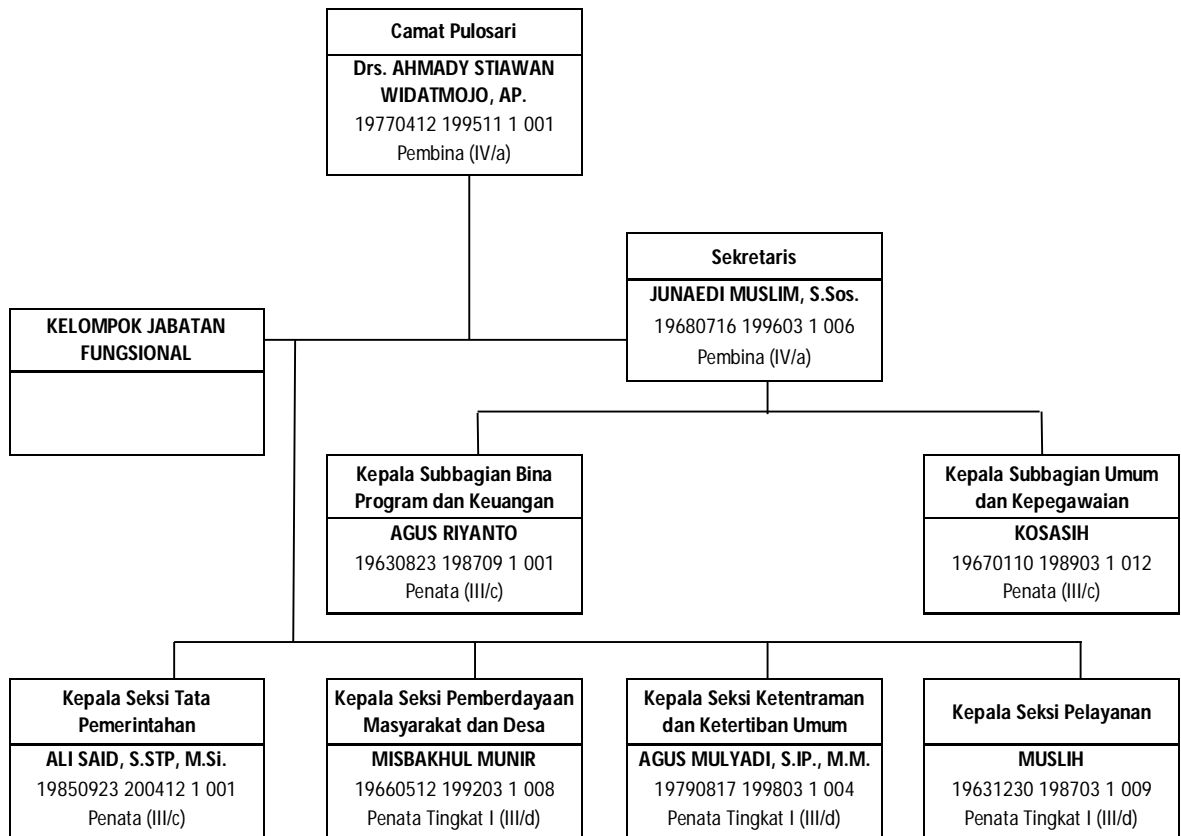 Camat Pulosari
Drs. AHMADY STIAWAN
WIDATMOJO, AP.
19770412 199511 1 001
Pembina (IV/a)
Sekretaris
JUNAEDI MUSLIM, S.Sos.
19680716 199603 1 006
Pembina (IV/a)
KELOMPOK JABATAN
FUNGSIONAL
Kepala Subbagian Bina
Program dan Keuangan
AGUS RIYANTO
19630823 198709 1 001
Penata (III/c)
Kepala Subbagian Umum
dan Kepegawaian
KOSASIH
19670110 198903 1 012
Penata (III/c)
Kepala Seksi Tata
Pemerintahan
ALI SAID, S.STP, M.Si.
19850923 200412 1 001
Penata (III/c)
Kepala Seksi Pemberdayaan
Masyarakat dan Desa
MISBAKHUL MUNIR
19660512 199203 1 008
Penata Tingkat I (III/d)
Kepala Seksi Ketentraman
dan Ketertiban Umum
AGUS MULYADI, S.IP., M.M.
19790817 199803 1 004
Penata Tingkat I (III/d)
Kepala Seksi Pelayanan
MUSLIH
19631230 198703 1 009
Penata Tingkat I (III/d)